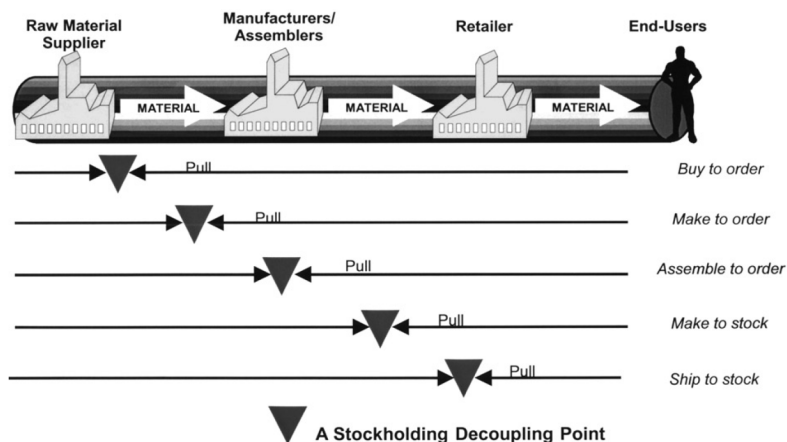 Raw Material
Supplier
Manufacturers/
Assemblers
Retailer
End-Users
MATERIAL
MATERIAL
MATERIAL
Pull
Buy to order
Pull
Make to order
Pull
Assemble to order
Pull
Make to stock
Pull
Ship to stock
A Stockholding Decoupling Point